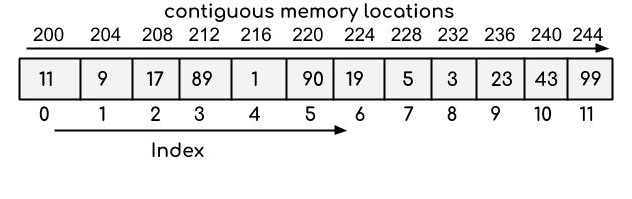 contiguous memory locations
200 204 208 212 216 220 224 228 232 236 240 244
11 9 17 89 1 90 19 5 3 23 43 99
0 1 2 3 4 5 6 7 8 9 10 11
Index